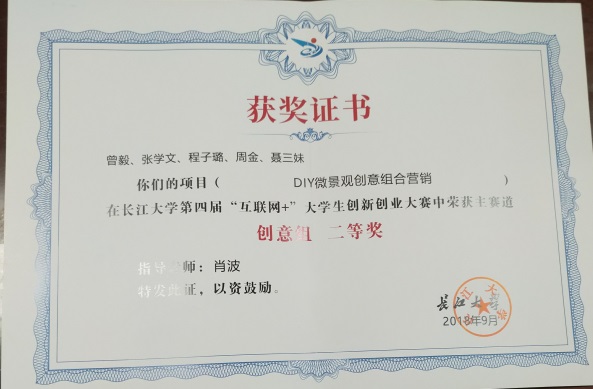 获奖证书
曾毅、张学文、程子璐、周金、聂三妹
你们的项目（ DIY微景观创意组合营销 ）
在长江大学第四届“互联网+”大学生创新创业大赛中荣获主赛道
创意组 二等奖
指导老师：肖波
特发此证，以资鼓励。
长江大学
2018年9月